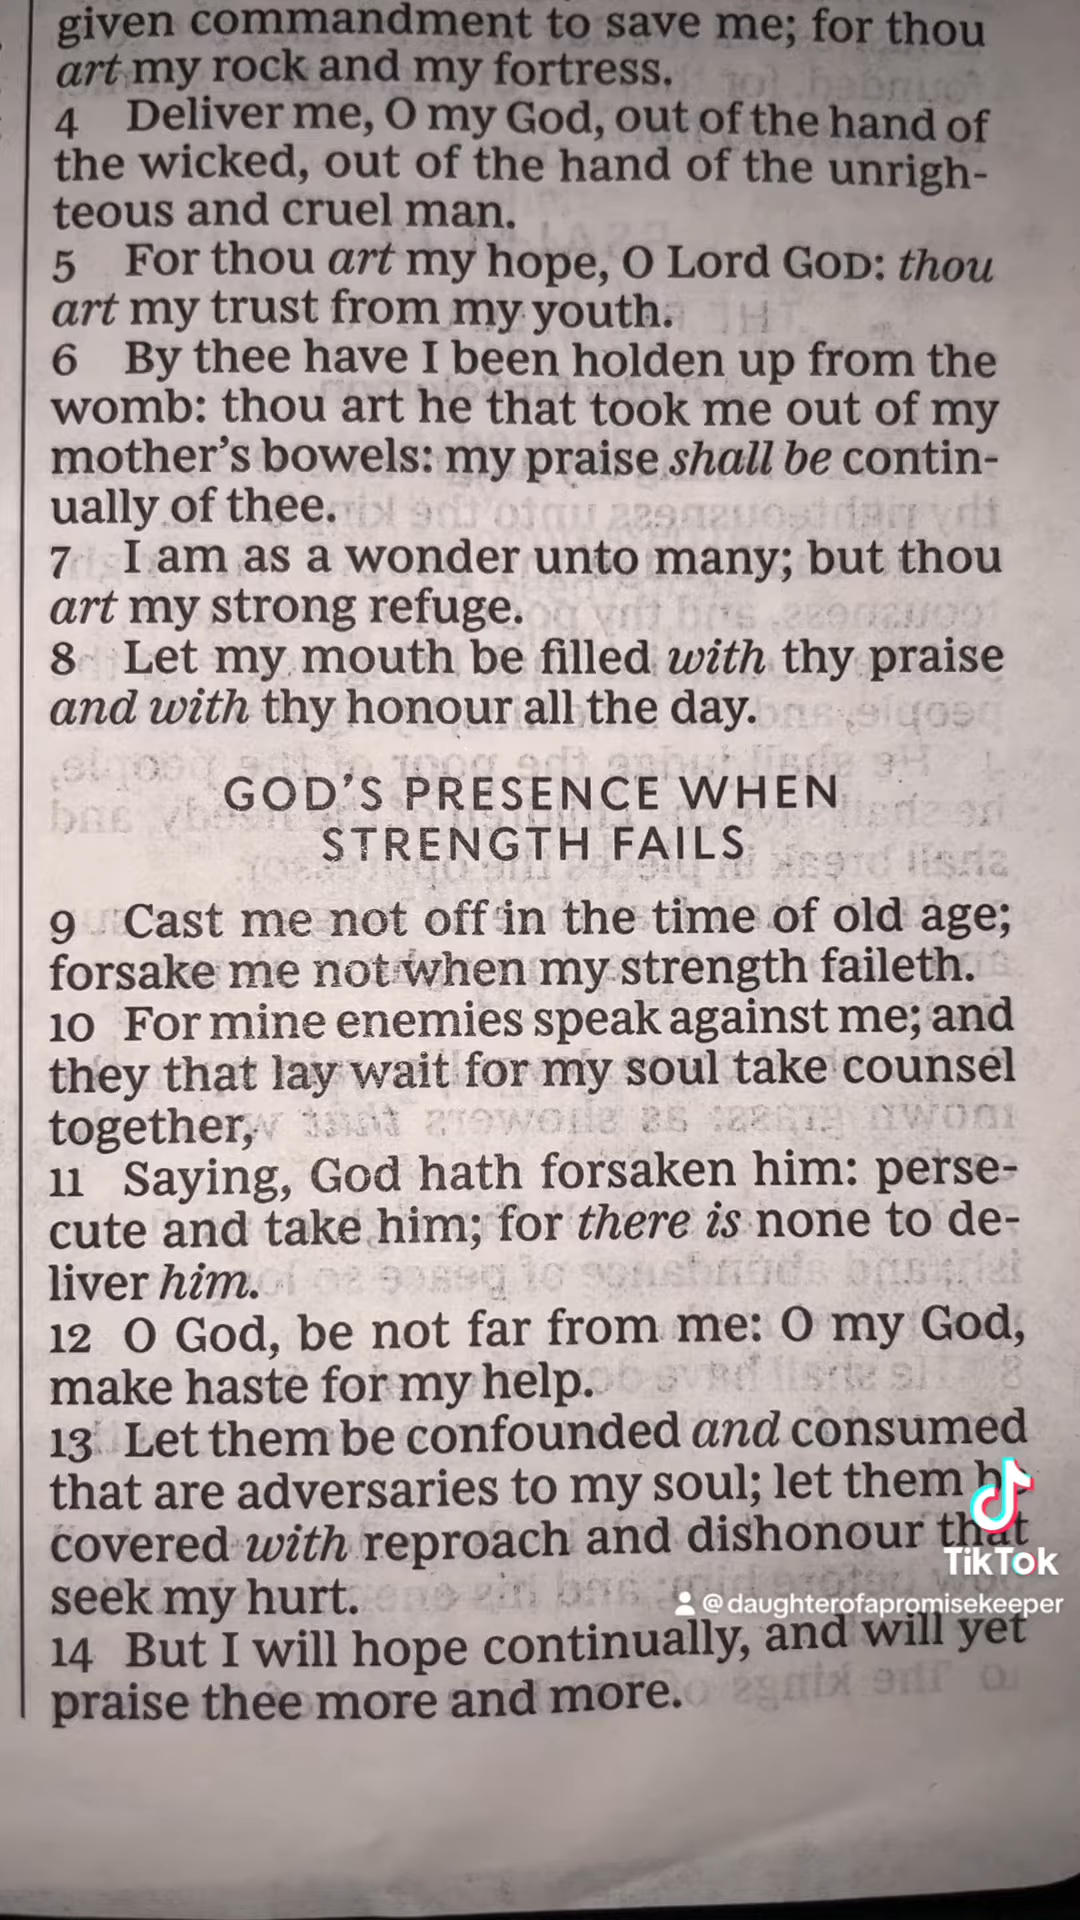 given commandment to save me; for thou
art my rock and my fortress.
4 Deliver me, O my God, out of the hand of
the wicked, out of the hand of the unrigh-
teous and cruel man.
5 For thou art my hope, O Lord GOD: thou
art my trust from my youth.
6 By thee have I been holden up from the
womb: thou art he that took me out of my
mother's bowels: my praise shall be contin-
ually of thee.
7 I am as a wonder unto many; but thou
art my strong refuge.
8 Let my mouth be filled with thy praise
and with thy honour all the day.
GOD'S PRESENCE WHEN
STRENGTH FAILS
9 Cast me not off in the time of old age;
forsake me not when my strength faileth.
10 For mine enemies speak against me; and
they that lay wait for my soul take counsel
together,
11 Saying, God hath forsaken him: perse-
cute and take him; for there is none to de-
liver him.
12 O God, be not far from me: O my God,
make haste for my help.
13 Let them be confounded and consumed
that are adversaries to my soul; let them be
covered with reproach and dishonour that
seek my hurt.
14 But I will hope continually, and will yet
praise thee more and more.
TikTok
@daughterofapromisekeeper